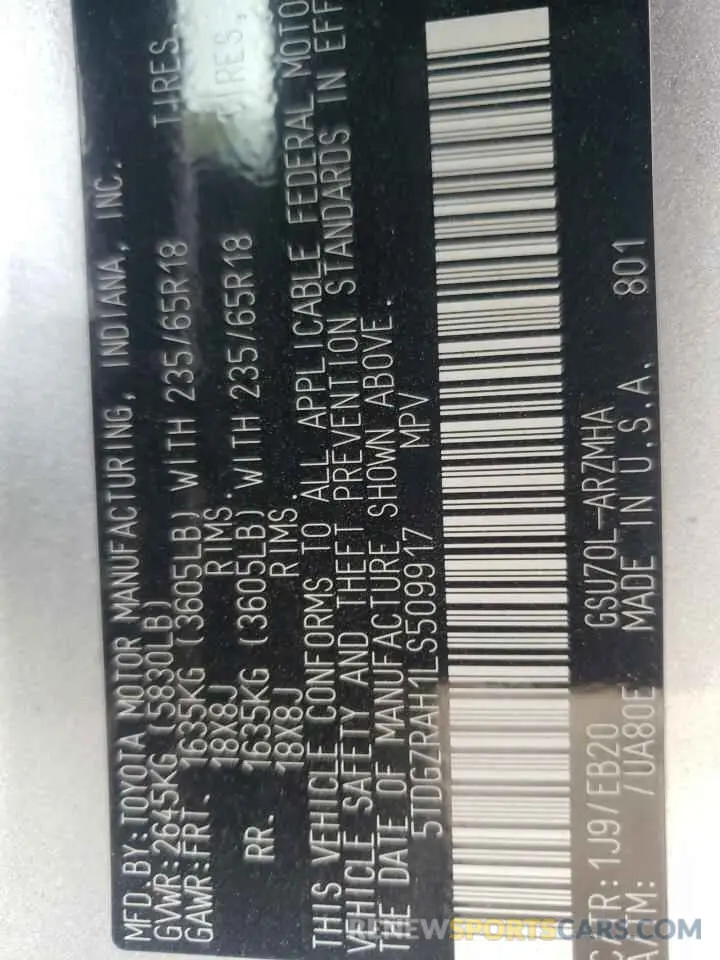 MFD.BY:TOYOTA MOTOR MANUFACTURING, INDIANA, INC.
GVWR:2645KG (5830LB)
GAWR:FRT. 1635KG (3605LB) WITH 235/65R18 TIRES,
18X8J RIMS.
RR. 1635KG (3605LB) WITH 235/65R18 TIRES,
18X8J RIMS.
THIS VEHICLE CONFORMS TO ALL APPLICABLE FEDERAL MOTO
VEHICLE SAFETY AND THEFT PREVENTION STANDARDS IN EFF
THE DATE OF MANUFACTURE SHOWN ABOVE.
5TDGZRAH1LS509917 MPV
C/TR:1J9/EB20 GSU70L-ARZMHA
A/TM: /UA80E MADE IN U.S.A. 801
RENEWSPORTSCARS.COM